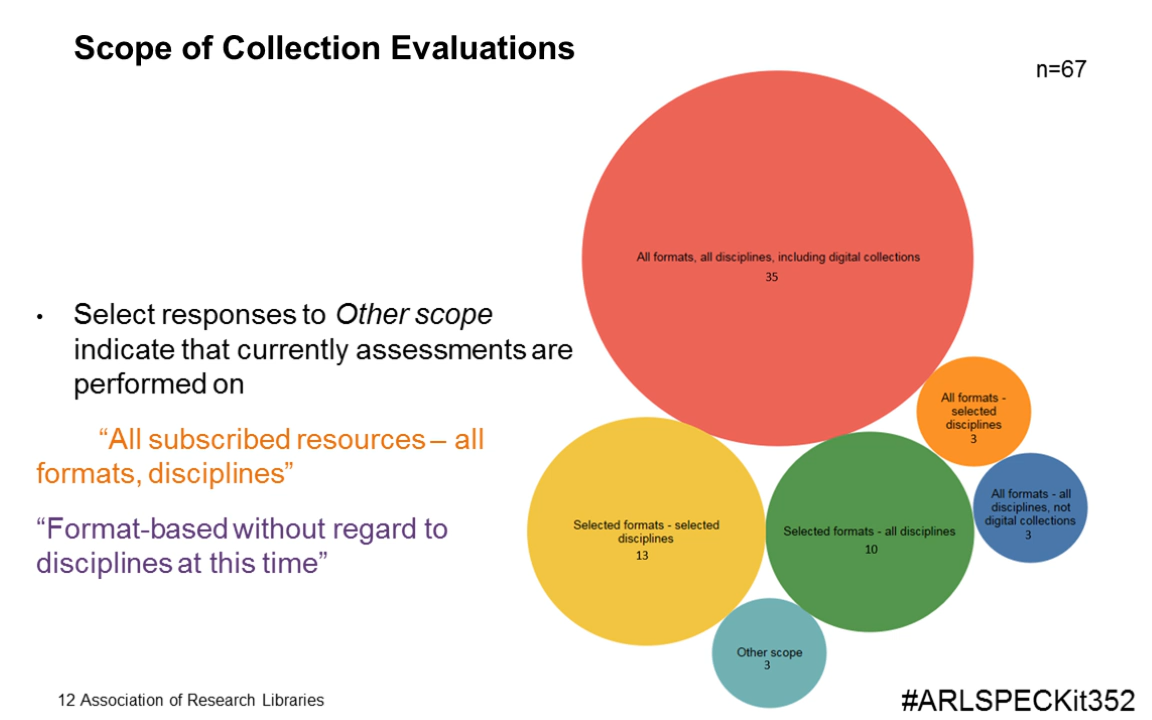 Scope of Collection Evaluations
n=67
All formats, all disciplines, including digital collections
35
• Select responses to Other scope
indicate that currently assessments are
performed on
“All subscribed resources – all
formats, disciplines”
“Format-based without regard to
disciplines at this time”
All formats -
selected
disciplines
3
All formats - all
disciplines, not
digital collections
3
Selected formats - selected
disciplines
13
Selected formats - all disciplines
10
Other scope
3
12 Association of Research Libraries
#ARLSPECKit352